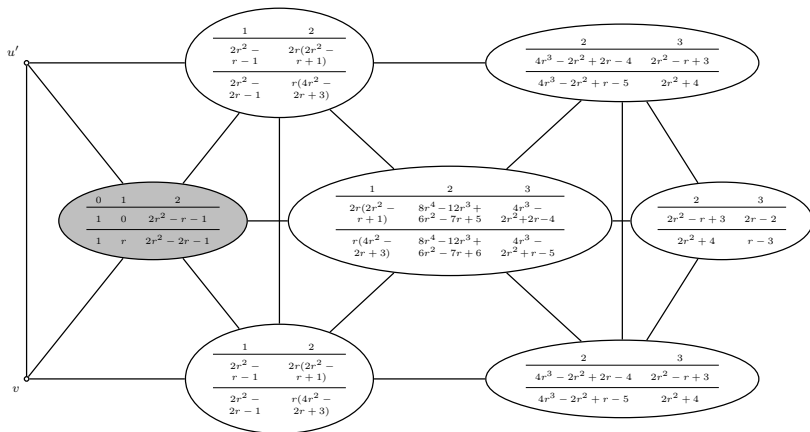 1 2
2r² − 2r(2r² −
r − 1 r + 1)
2r² − r(4r² −
2r − 1 2r + 3)
2 3
4r³ − 2r² + 2r − 4 2r² − r + 3
4r³ − 2r² + r − 5 2r² + 4
u′
0 1 2
1 0 2r² − r − 1
1 r 2r² − 2r − 1
1 2 3
2r(2r² − 8r⁴ − 12r³ + 4r³ −
r + 1) 6r² − 7r + 5 2r² + 2r − 4
r(4r² − 8r⁴ − 12r³ + 4r³ −
2r + 3) 6r² − 7r + 6 2r² + r − 5
2 3
2r² − r + 3 2r − 2
2r² + 4 r − 3
v
1 2
2r² − 2r(2r² −
r − 1 r + 1)
2r² − r(4r² −
2r − 1 2r + 3)
2 3
4r³ − 2r² + 2r − 4 2r² − r + 3
4r³ − 2r² + r − 5 2r² + 4